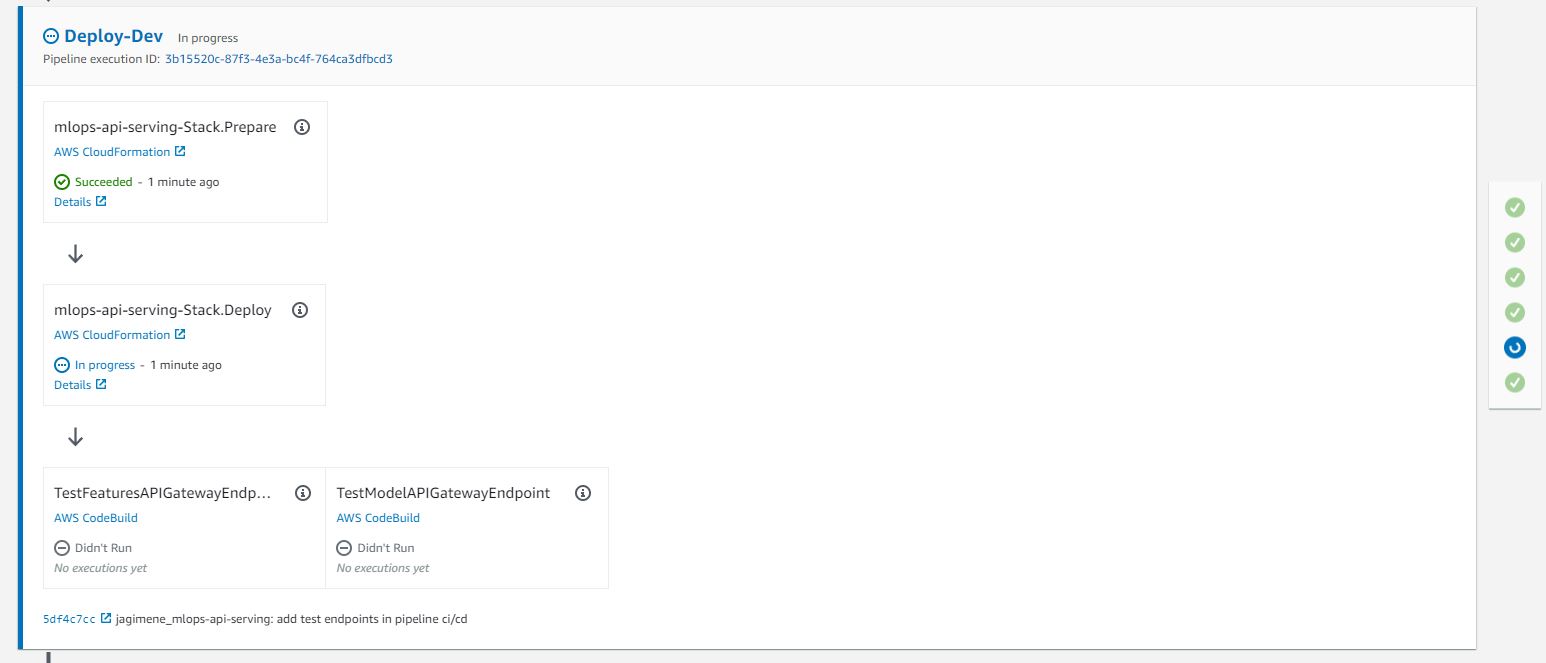 Deploy-Dev In progress
Pipeline execution ID: 3b15520c-87f3-4e3a-bc4f-764ca3dfbcd3
mlops-api-serving-Stack.Prepare
AWS CloudFormation
Succeeded - 1 minute ago
Details
mlops-api-serving-Stack.Deploy
AWS CloudFormation
In progress - 1 minute ago
Details
TestFeaturesAPIGatewayEndp...
AWS CodeBuild
Didn't Run
No executions yet
TestModelAPIGatewayEndpoint
AWS CodeBuild
Didn't Run
No executions yet
5df4c7cc jagimene_mlops-api-serving: add test endpoints in pipeline ci/cd